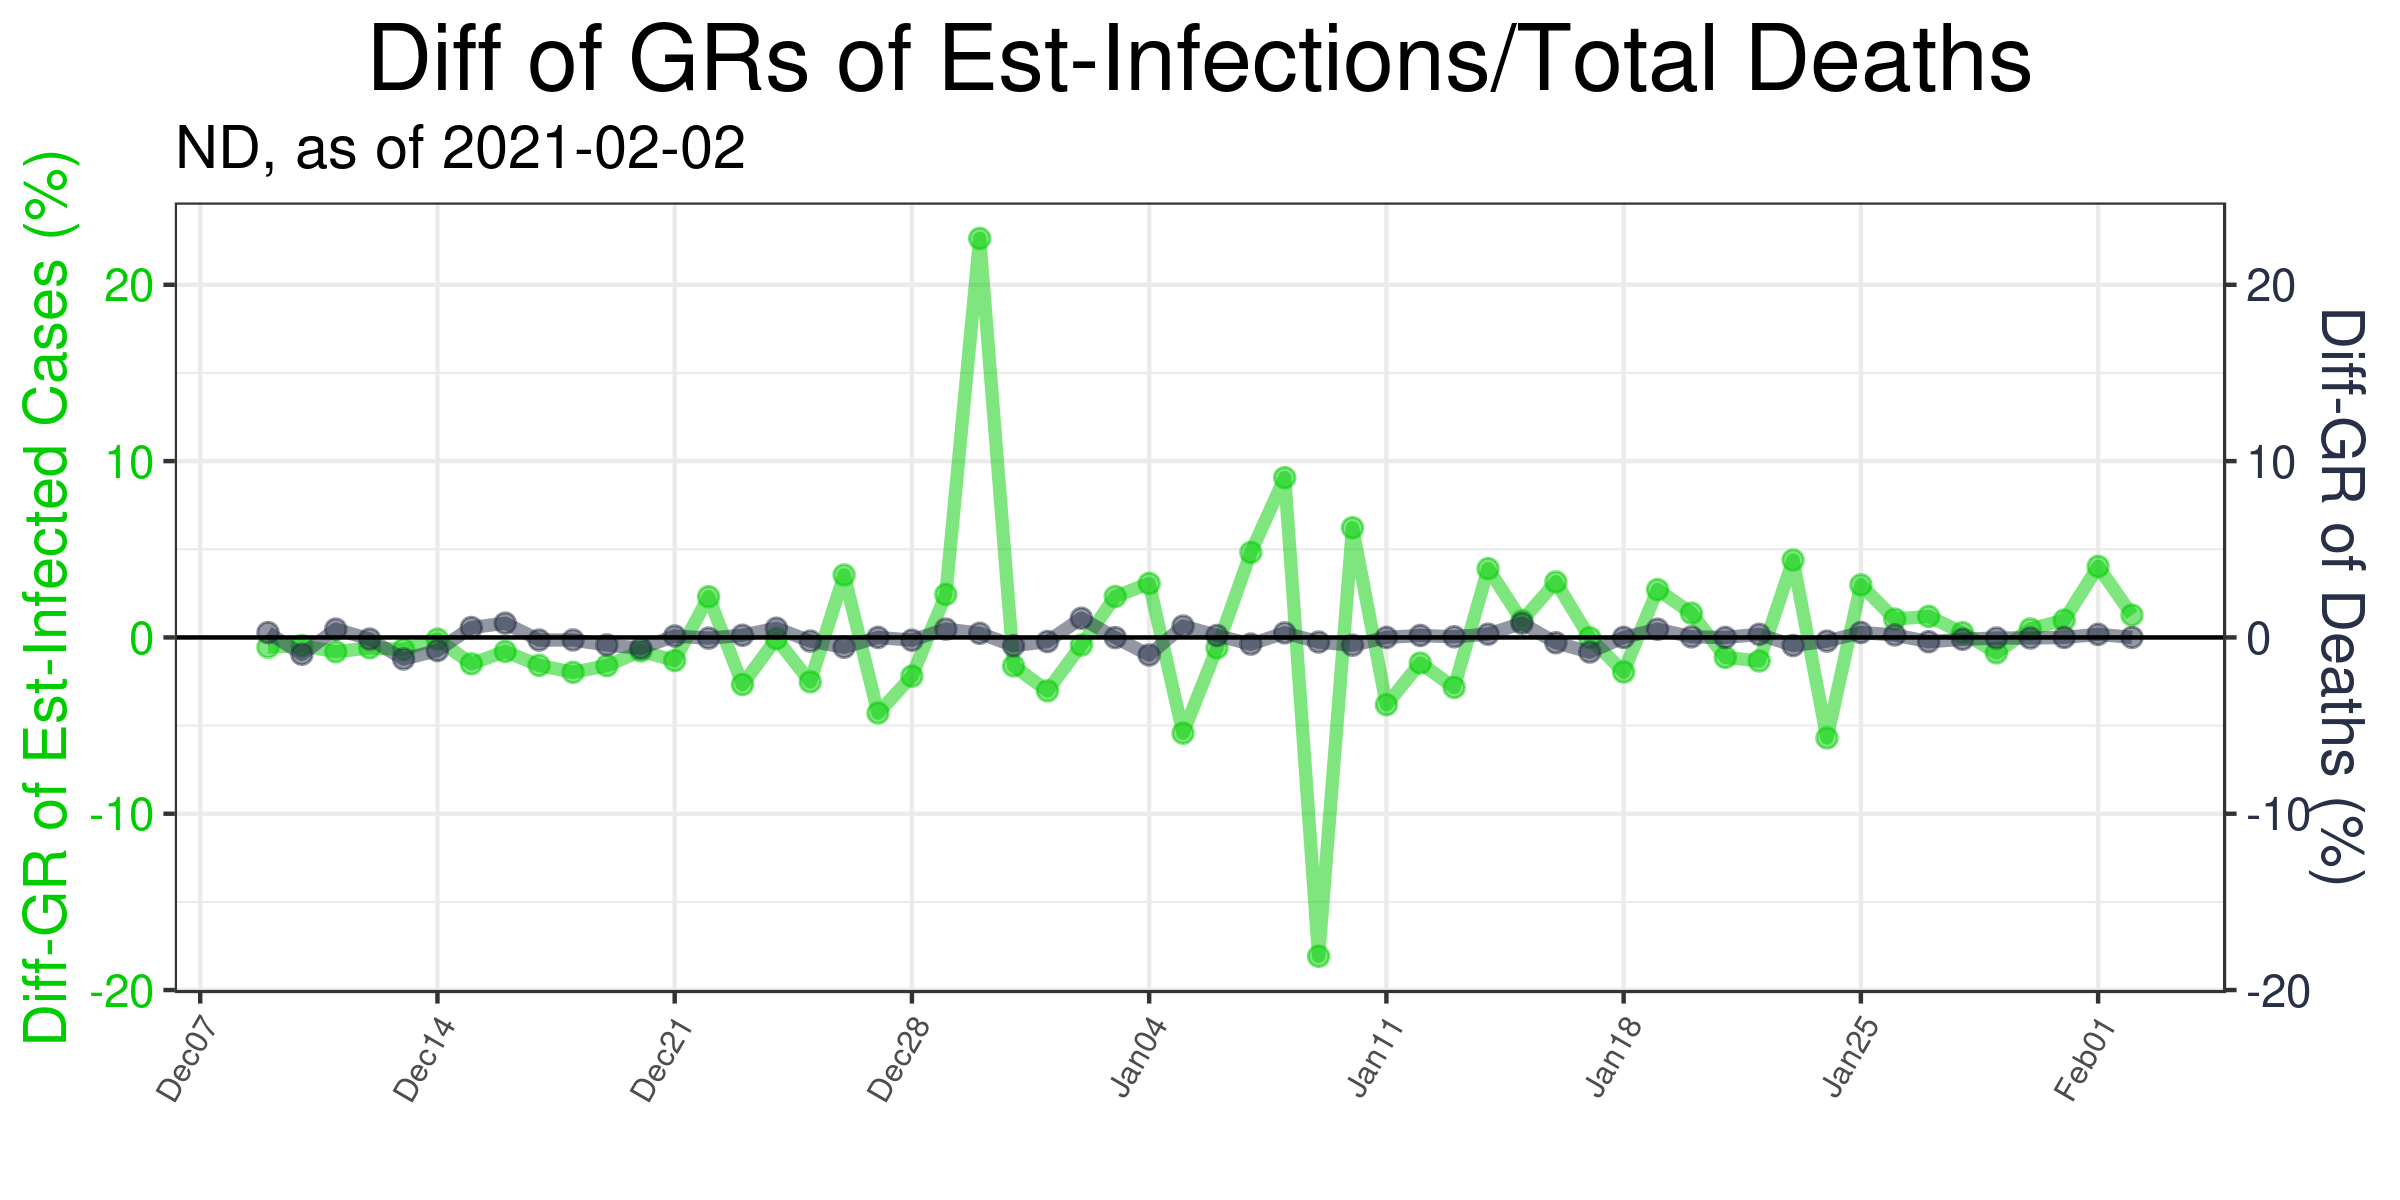 Diff of GRs of Est-Infections/Total Deaths
ND, as of 2021-02-02
Diff-GR of Est-Infected Cases (%)
20
10
0
-10
-20
20
10
0
-10
-20
Diff-GR of Deaths (%)
Dec07
Dec14
Dec21
Dec28
Jan04
Jan11
Jan18
Jan25
Feb01